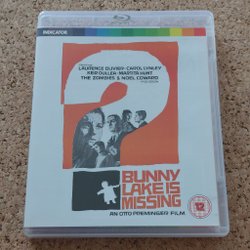 INDICATOR
LAURENCE OLIVIER · CAROL LYNLEY
KEIR DULLEA · MARTITA HUNT
THE ZOMBIES & NOEL COWARD
BUNNY
LAKE IS
MISSING
AN OTTO PREMINGER FILM
12